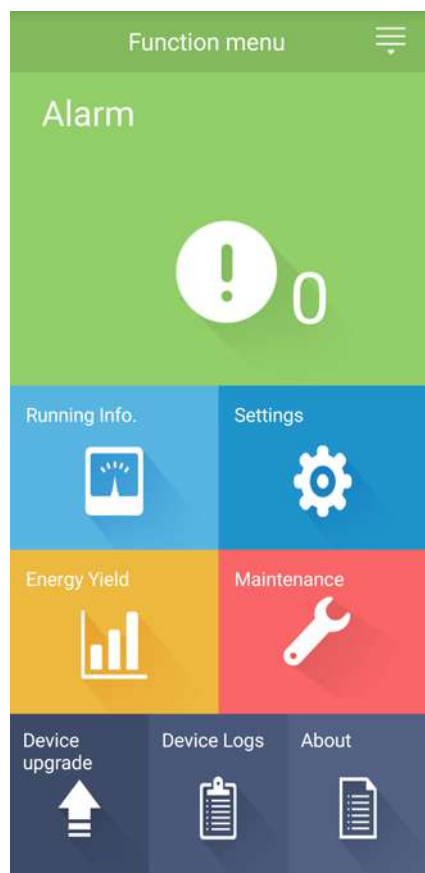 Function menu
Alarm
0
Running Info.
Settings
Energy Yield
Maintenance
Device
upgrade
Device Logs
About